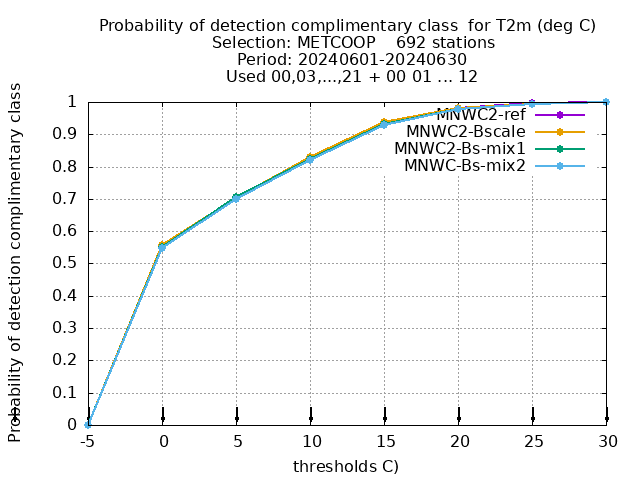 Probability of detection complimentary class  for T2m (deg C)
Selection: METCOOP    692 stations
Period: 20240601-20240630
Used 00,03,...,21 + 00 01 ... 12
Probability of detection complimentary class
1
0.9
0.8
0.7
0.6
0.5
0.4
0.3
0.2
0.1
0
MNWC2-ref
MNWC2-Bscale
MNWC2-Bs-mix1
MNWC-Bs-mix2
-5 0 5 10 15 20 25 30
thresholds C)